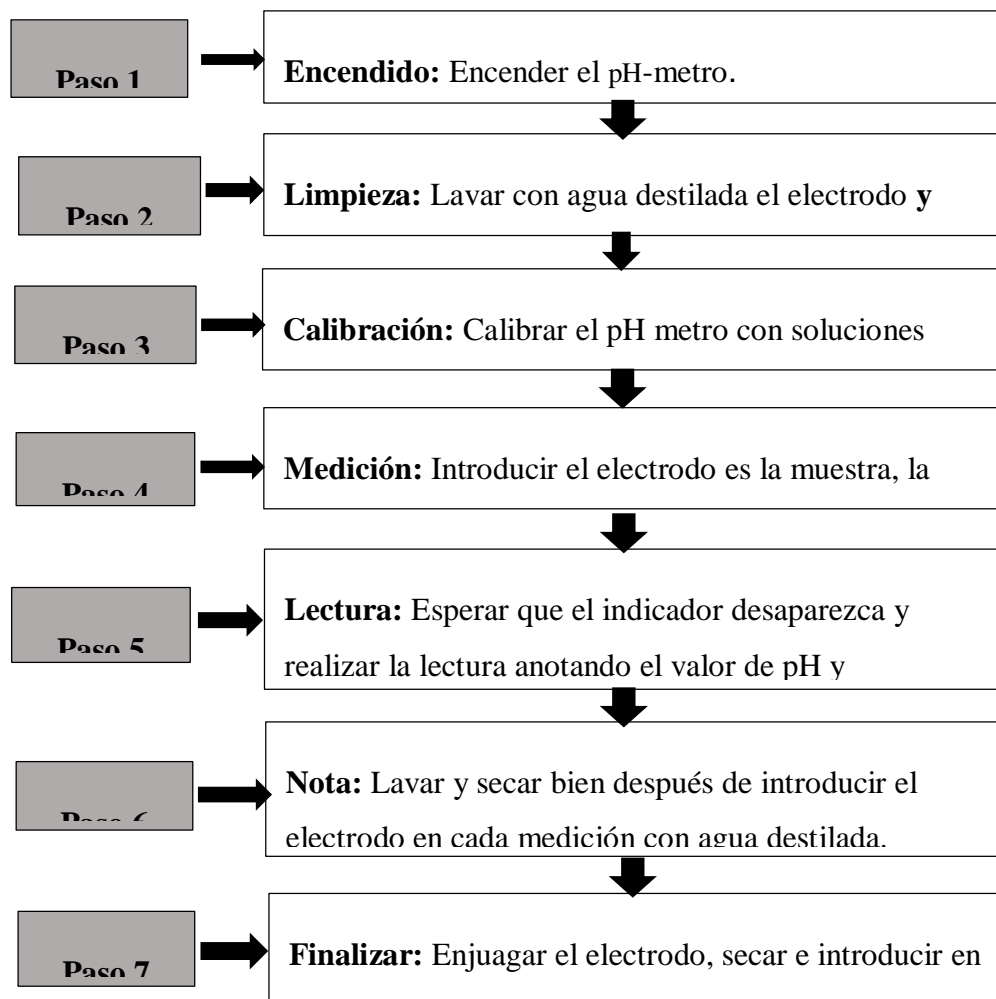 Paso 1
Encendido: Encender el pH-metro.
Paso 2
Limpieza: Lavar con agua destilada el electrodo y
Paso 3
Calibración: Calibrar el pH metro con soluciones
Paso 4
Medición: Introducir el electrodo es la muestra, la
Paso 5
Lectura: Esperar que el indicador desaparezca y
realizar la lectura anotando el valor de pH y
Paso 6
Nota: Lavar y secar bien después de introducir el
electrodo en cada medición con agua destilada.
Paso 7
Finalizar: Enjuagar el electrodo, secar e introducir en